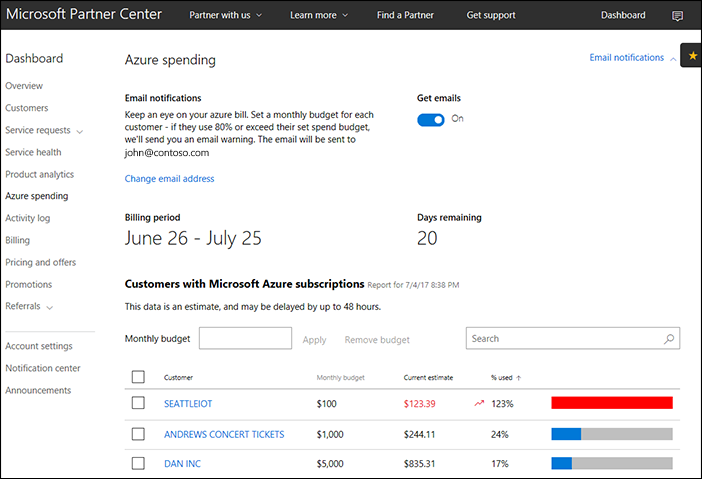 Microsoft Partner Center
Partner with us
Learn more
Find a Partner
Get support
Dashboard
Dashboard
Overview
Customers
Service requests
Service health
Product analytics
Azure spending
Activity log
Billing
Pricing and offers
Promotions
Referrals
Account settings
Notification center
Announcements
Azure spending
Email notifications
Email notifications
Keep an eye on your azure bill. Set a monthly budget for each
customer - if they use 80% or exceed their set spend budget,
we'll send you an email warning. The email will be sent to
john@contoso.com
Change email address
Get emails
On
Billing period
June 26 - July 25
Days remaining
20
Customers with Microsoft Azure subscriptions Report for 7/4/17 8:38 PM
This data is an estimate, and may be delayed by up to 48 hours.
Monthly budget
Apply
Remove budget
Search
Customer Monthly budget Current estimate % used ↑
SEATTLEIOT $100 $123.39 123%
ANDREWS CONCERT TICKETS $1,000 $244.11 24%
DAN INC $5,000 $835.31 17%